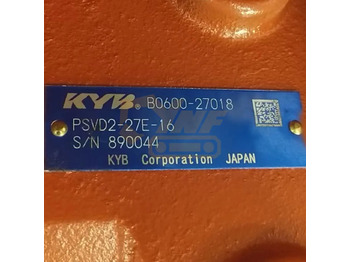 KYB B0600-27018
PSVD2-27E-16
S/N 890044
KYB Corporation JAPAN